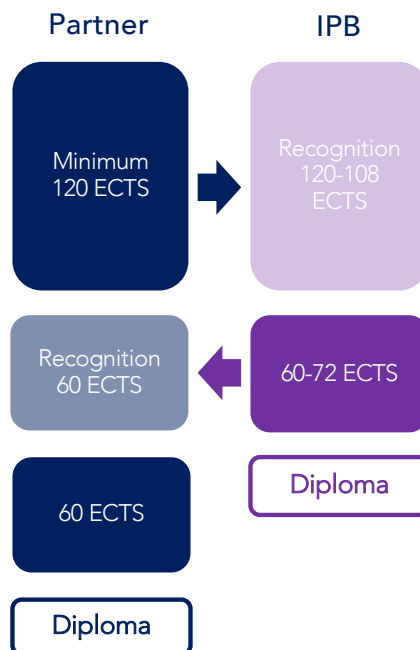 Partner
IPB
Minimum
120 ECTS
Recognition
120-108
ECTS
Recognition
60 ECTS
60-72 ECTS
60 ECTS
Diploma
Diploma